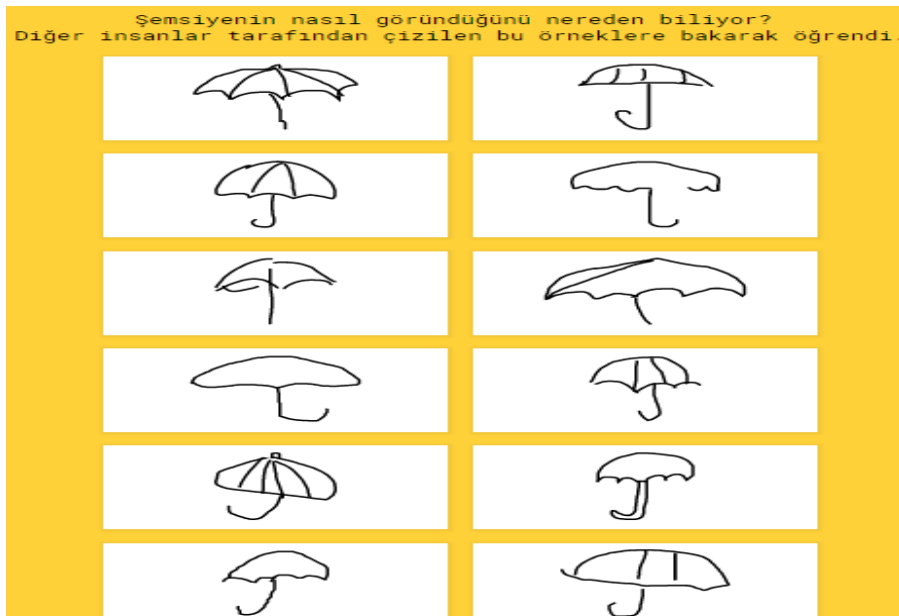 Şemsiyenin nasıl göründüğünü nereden biliyor?
Diğer insanlar tarafından çizilen bu örneklere bakarak öğrendi.